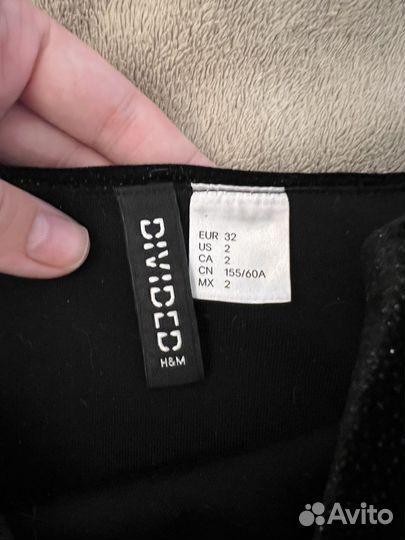 DIVIDED
H&M
EUR 32
US 2
CA 2
CN 155/60A
MX 2
Avito